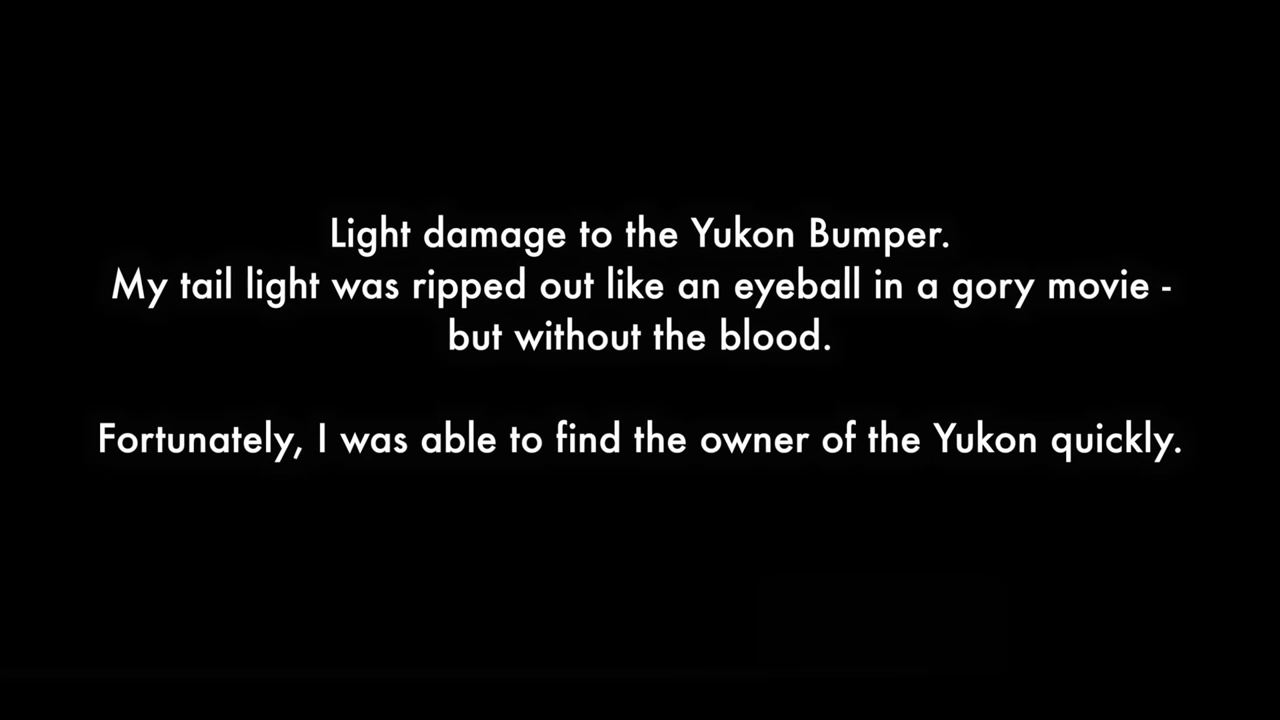 Light damage to the Yukon Bumper.
My tail light was ripped out like an eyeball in a gory movie -
but without the blood.
Fortunately, I was able to find the owner of the Yukon quickly.